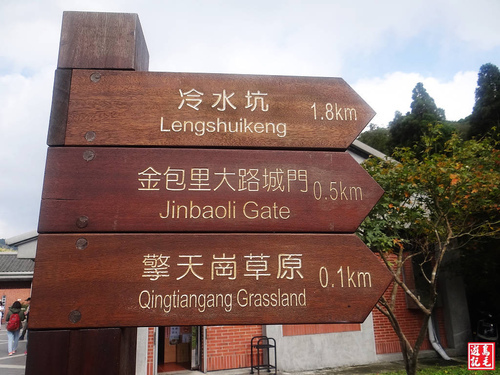 冷水坑 1.8km
Lengshuikeng
金包里大路城門 0.5km
Jinbaoli Gate
擎天崗草原 0.1km
Qingtiangang Grassland